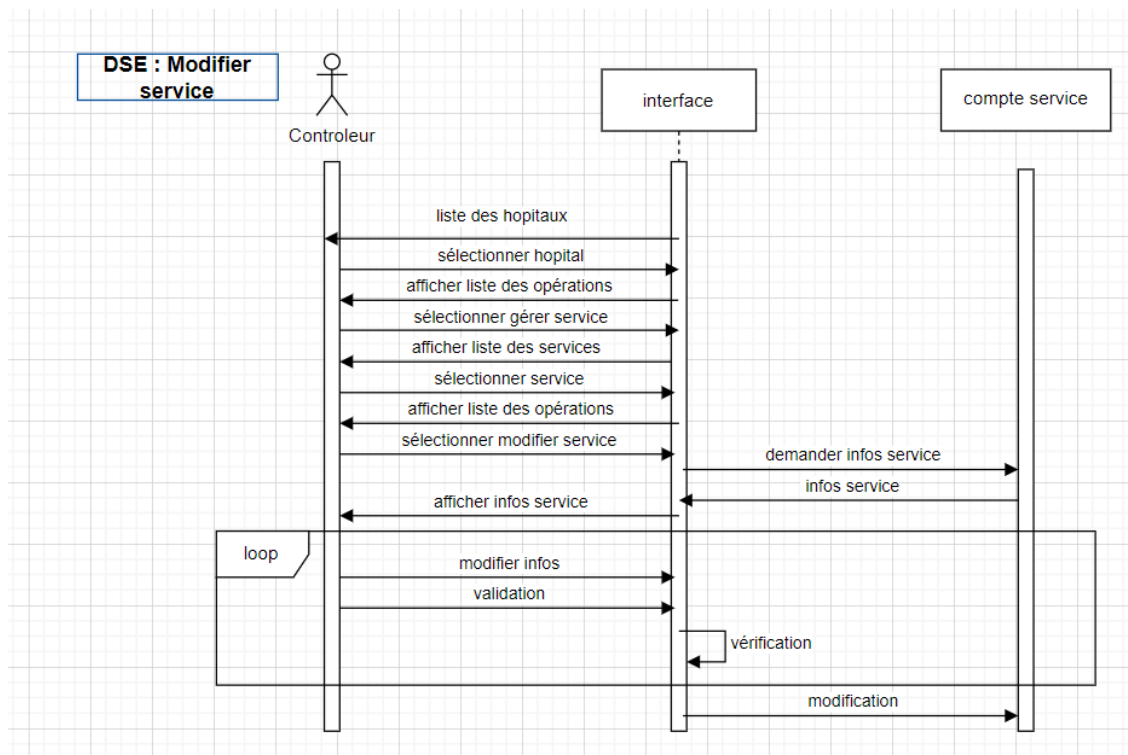 DSE : Modifier
service
Controleur
interface
compte service
liste des hopitaux
sélectionner hopital
afficher liste des opérations
sélectionner gérer service
afficher liste des services
sélectionner service
afficher liste des opérations
sélectionner modifier service
demander infos service
infos service
afficher infos service
loop
modifier infos
validation
vérification
modification